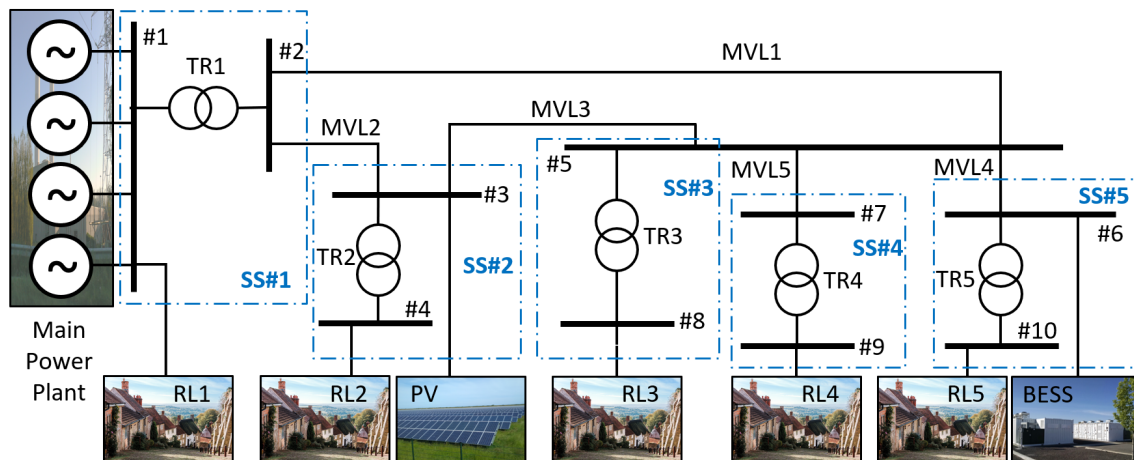 #1
#2
TR1
MVL1
MVL2
MVL3
#3
#5
MVL5
MVL4
SS#3
SS#5
#7
#6
TR2
SS#2
TR3
SS#4
SS#1
TR4
TR5
#4
#8
#9
#10
Main
Power
Plant
RL1
RL2
PV
RL3
RL4
RL5
BESS